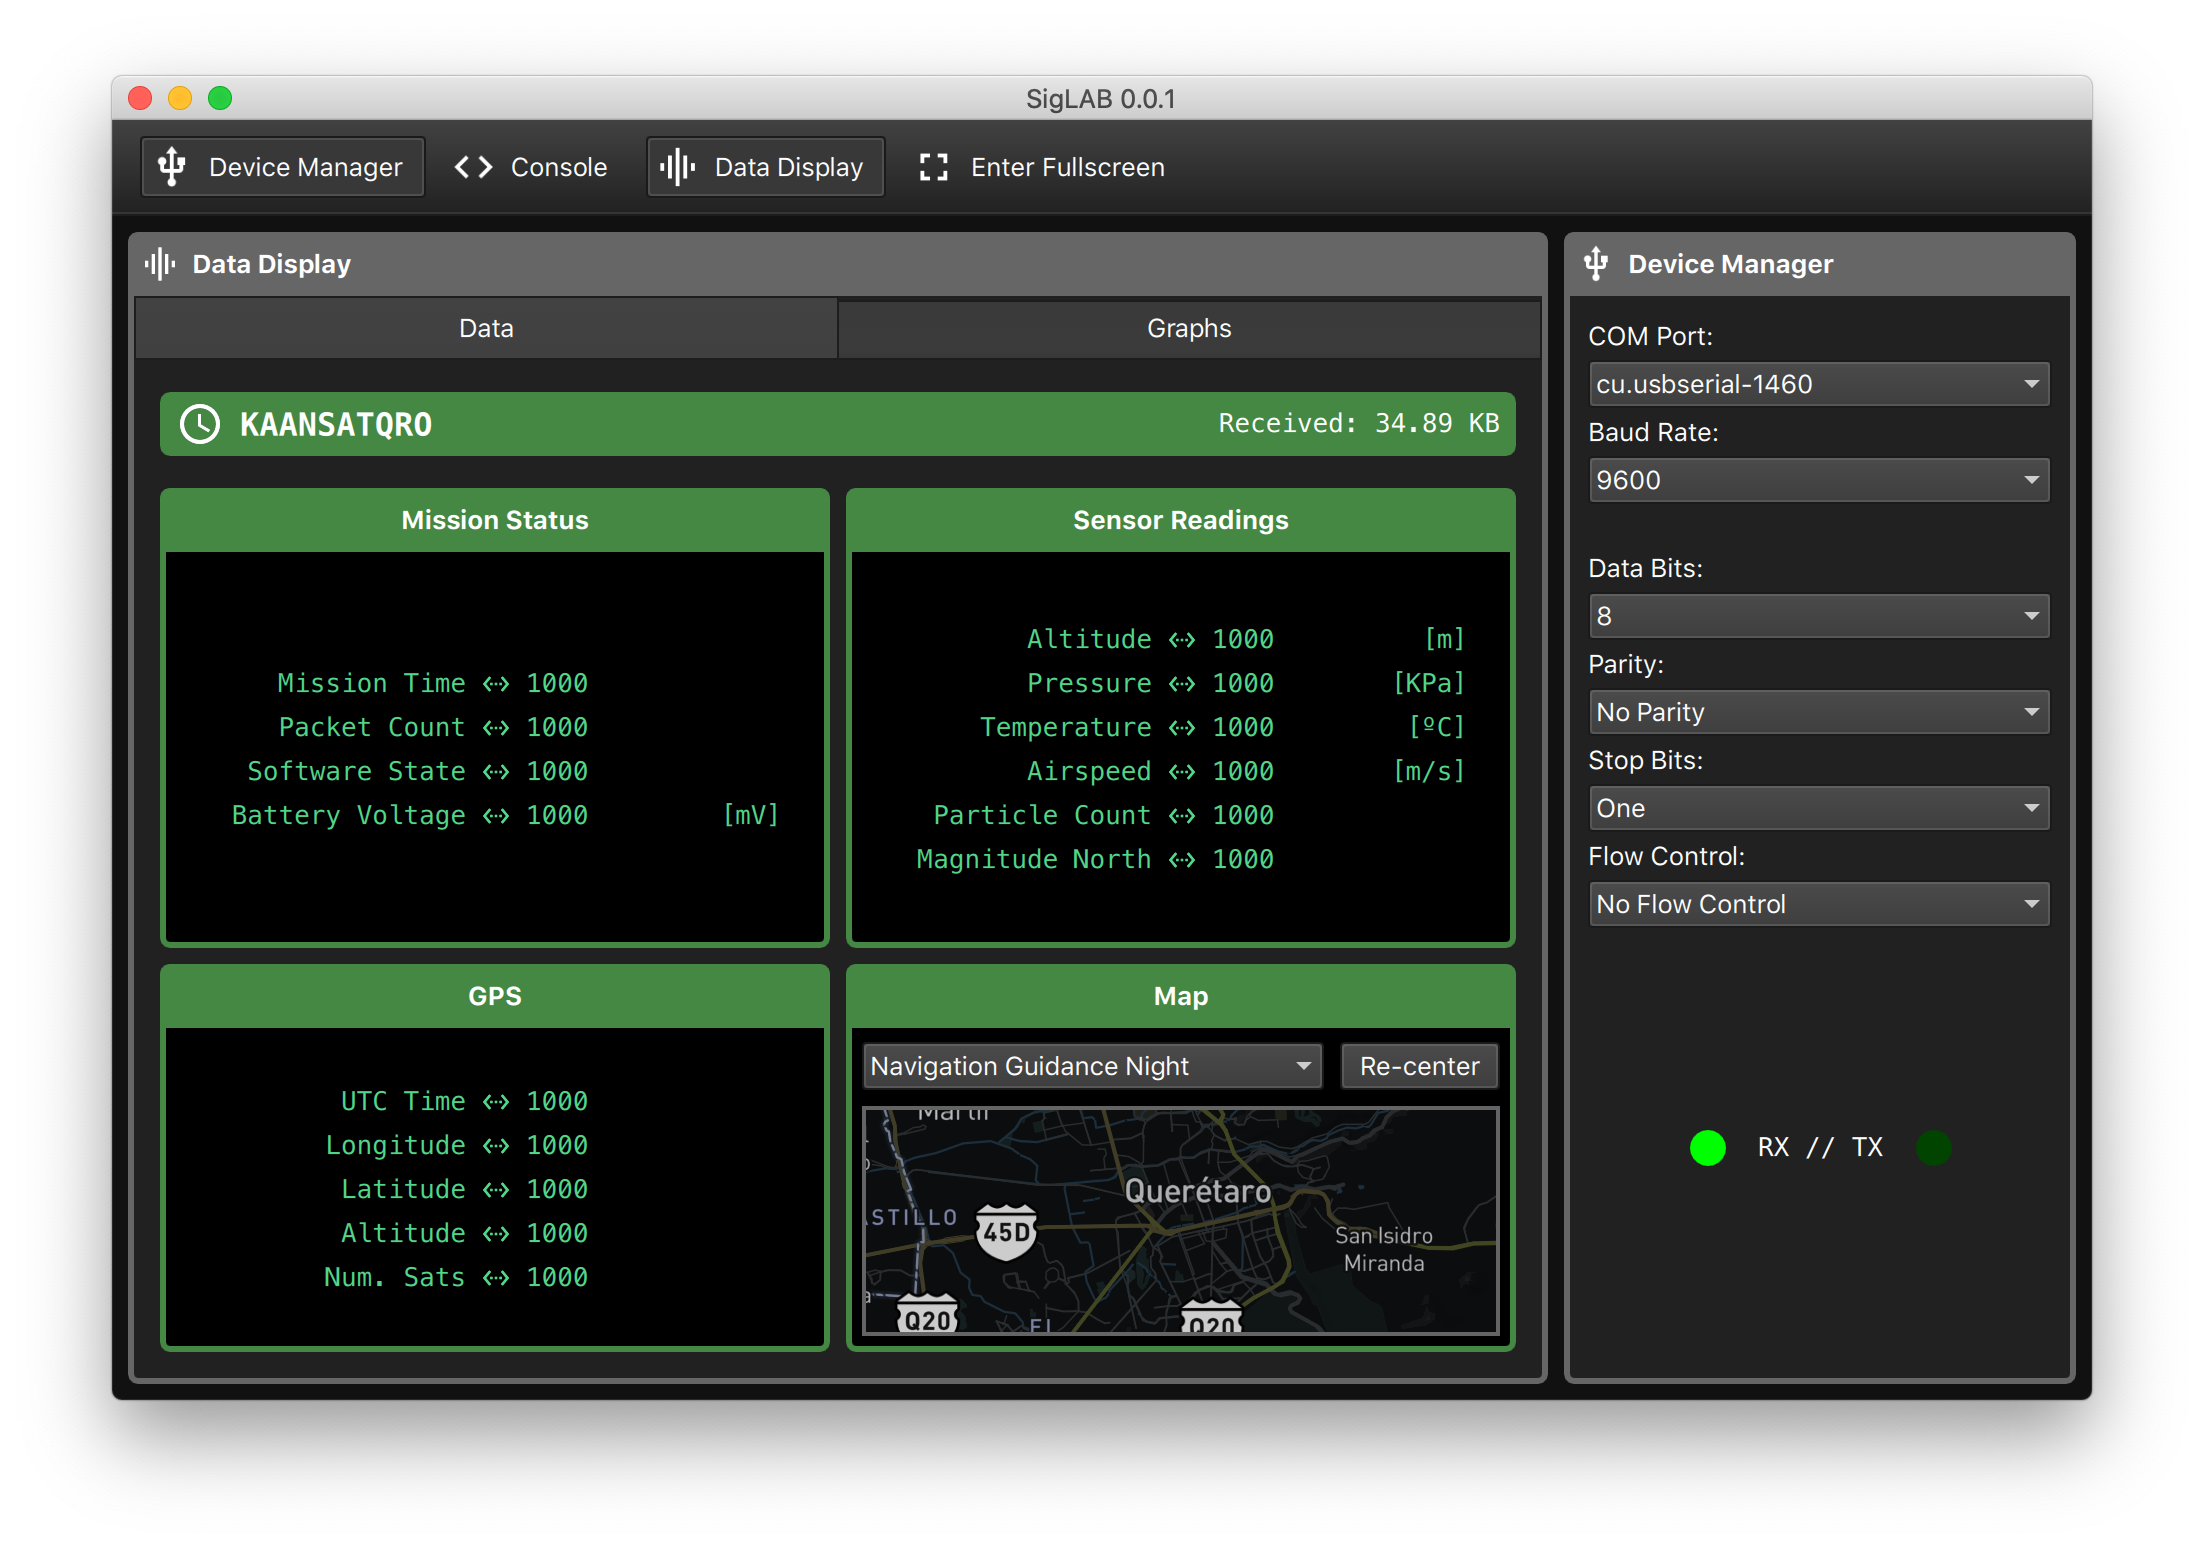 SigLAB 0.0.1
Device Manager
Console
Data Display
Enter Fullscreen
Data Display
Data
Graphs
KAANSATQRO
Received: 34.89 KB
Mission Status
Mission Time <··> 1000
Packet Count <··> 1000
Software State <··> 1000
Battery Voltage <··> 1000 [mV]
Sensor Readings
Altitude <··> 1000 [m]
Pressure <··> 1000 [KPa]
Temperature <··> 1000 [ºC]
Airspeed <··> 1000 [m/s]
Particle Count <··> 1000
Magnitude North <··> 1000
GPS
UTC Time <··> 1000
Longitude <··> 1000
Latitude <··> 1000
Altitude <··> 1000
Num. Sats <··> 1000
Map
Navigation Guidance Night
Re-center
Querétaro
ASTILLO
45D
San Isidro
Miranda
Q20
EL
Q20
Device Manager
COM Port:
cu.usbserial-1460
Baud Rate:
9600
Data Bits:
8
Parity:
No Parity
Stop Bits:
One
Flow Control:
No Flow Control
RX // TX